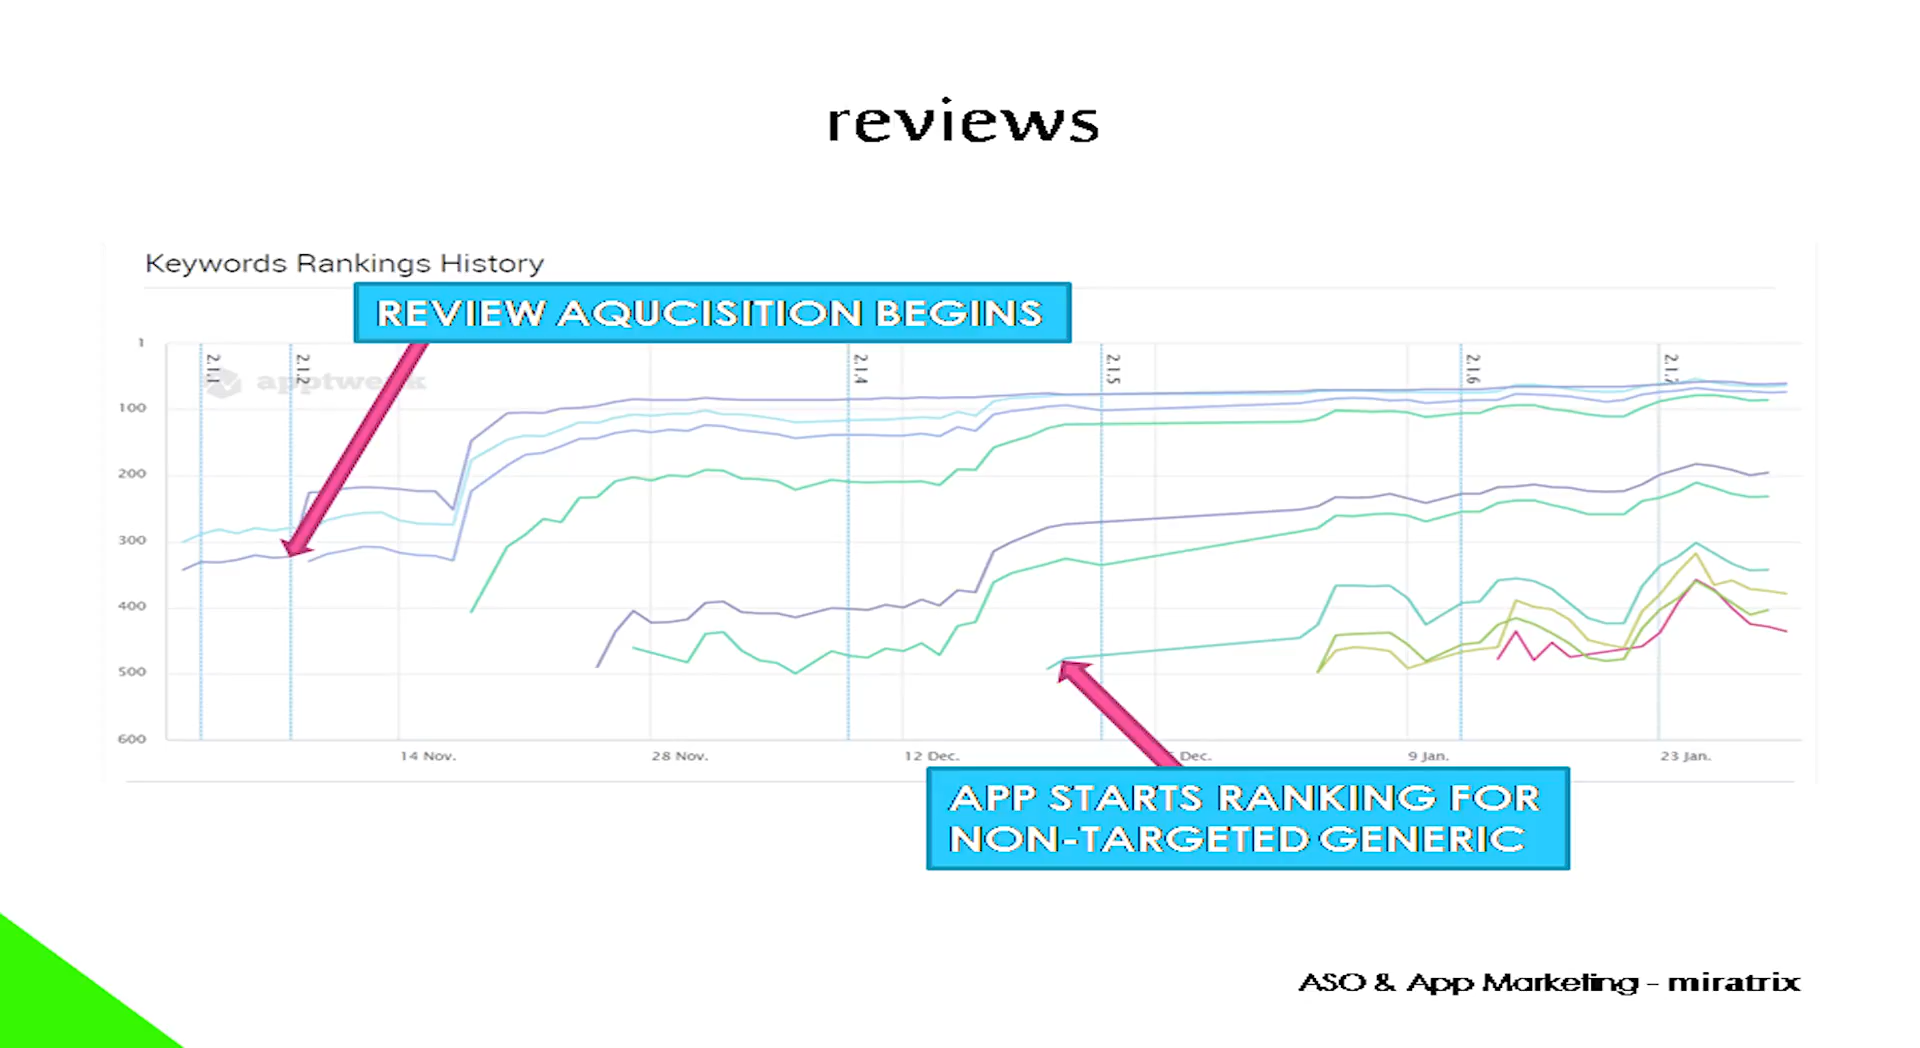 reviews
Keywords Rankings History
REVIEW AQUCISITION BEGINS
1
2.1.1
2.1.2
2.1.4
2.1.5
2.1.6
2.1.7
apptweak
100
200
300
400
500
600
14 Nov.
28 Nov.
12 Dec.
Dec.
9 Jan.
23 Jan.
APP STARTS RANKING FOR
NON-TARGETED GENERIC
ASO & App Marketing - miratrix